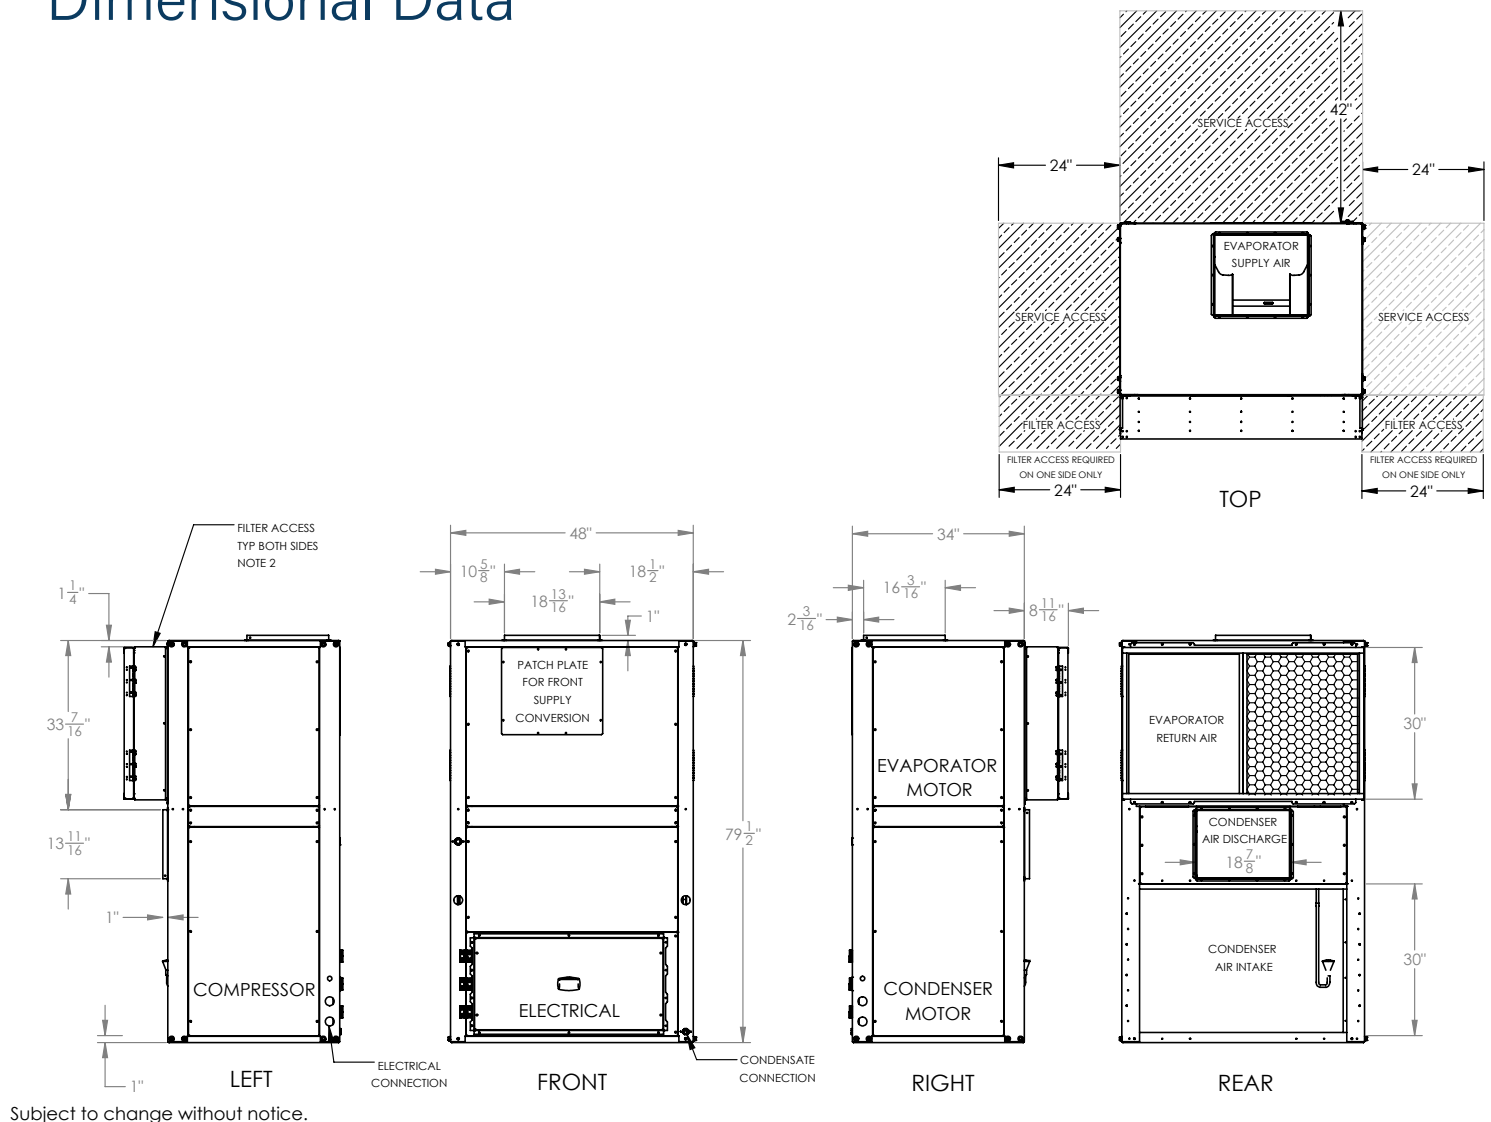 Dimensional Data
42"
SERVICE ACCESS
24"
24"
EVAPORATOR
SUPPLY AIR
SERVICE ACCESS
SERVICE ACCESS
FILTER ACCESS
FILTER ACCESS
FILTER ACCESS REQUIRED
ON ONE SIDE ONLY
24"
FILTER ACCESS REQUIRED
ON ONE SIDE ONLY
24"
TOP
FILTER ACCESS
TYP BOTH SIDES
NOTE 2
1 1/4"
33 7/16"
13 11/16"
1"
COMPRESSOR
1"
ELECTRICAL
CONNECTION
LEFT
48"
10 5/8"
18 1/2"
18 13/16"
1"
PATCH PLATE
FOR FRONT
SUPPLY
CONVERSION
79 1/2"
ELECTRICAL
CONDENSATE
CONNECTION
FRONT
34"
16 3/16"
2 3/16"
8 11/16"
EVAPORATOR
MOTOR
CONDENSER
MOTOR
RIGHT
EVAPORATOR
RETURN AIR
30"
CONDENSER
AIR DISCHARGE
18 7/8"
CONDENSER
AIR INTAKE
30"
REAR
Subject to change without notice.